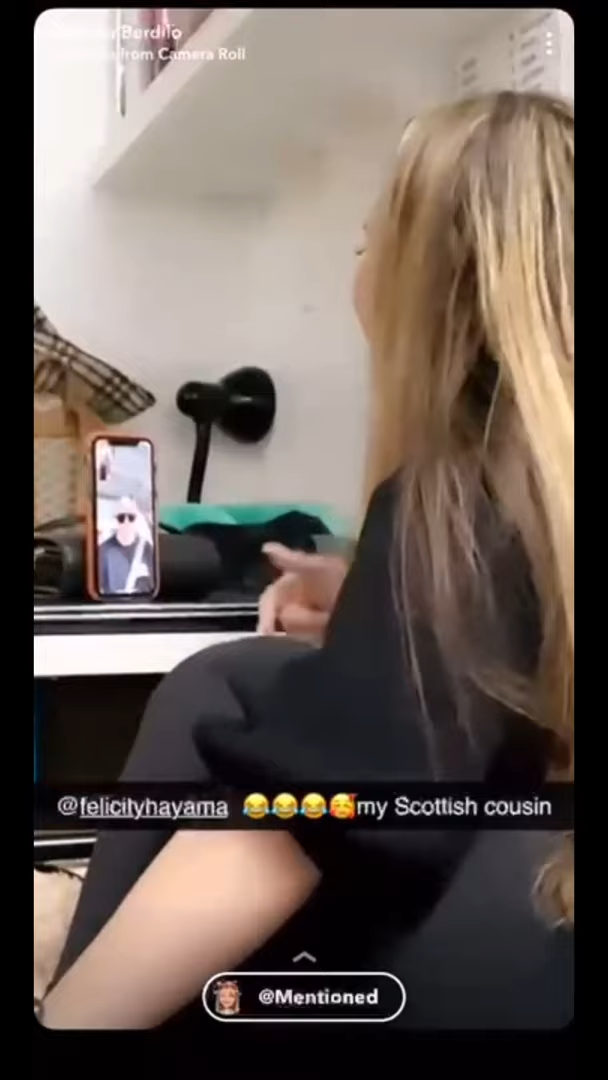 from Camera Roll
@felicityhayama 😂😂😂🥰my Scottish cousin
@Mentioned